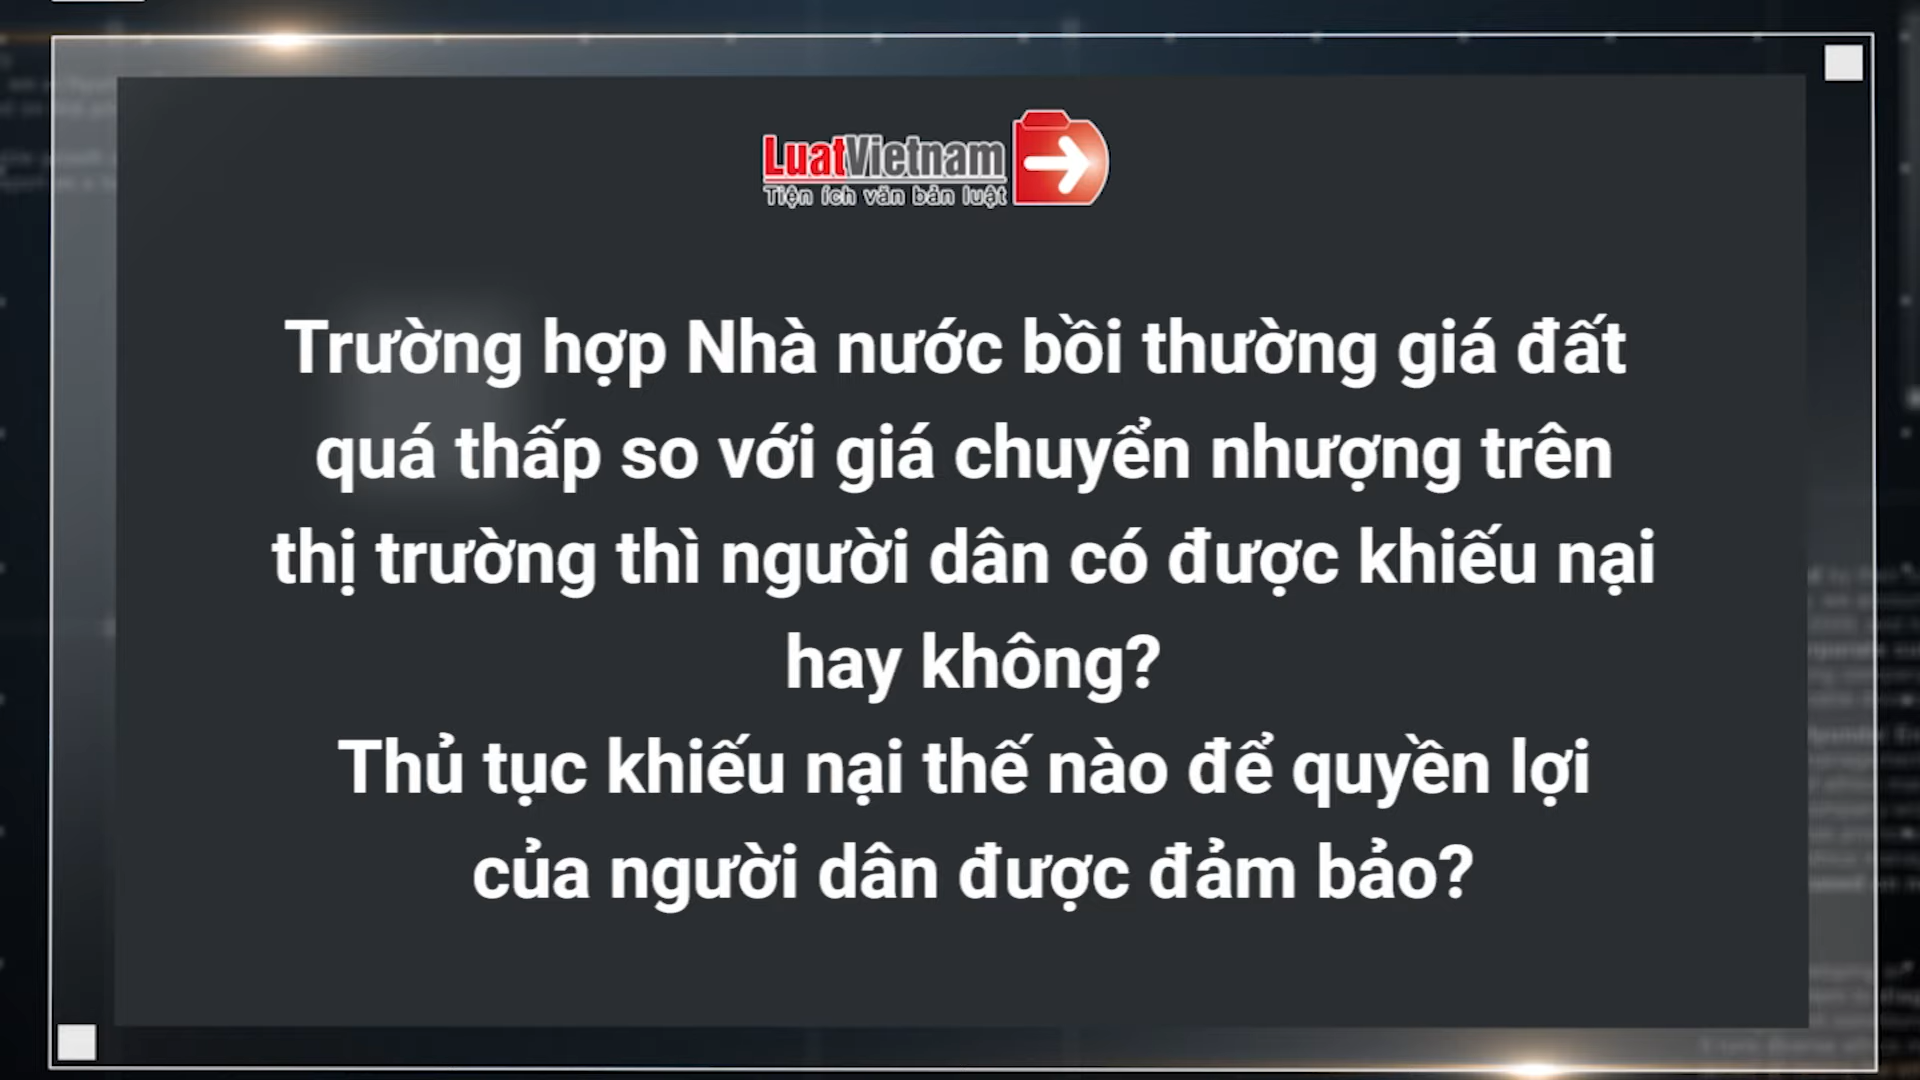 LuatVietnam
Tiện ích văn bản luật
Trường hợp Nhà nước bồi thường giá đất
quá thấp so với giá chuyển nhượng trên
thị trường thì người dân có được khiếu nại
hay không?
Thủ tục khiếu nại thế nào để quyền lợi
của người dân được đảm bảo?